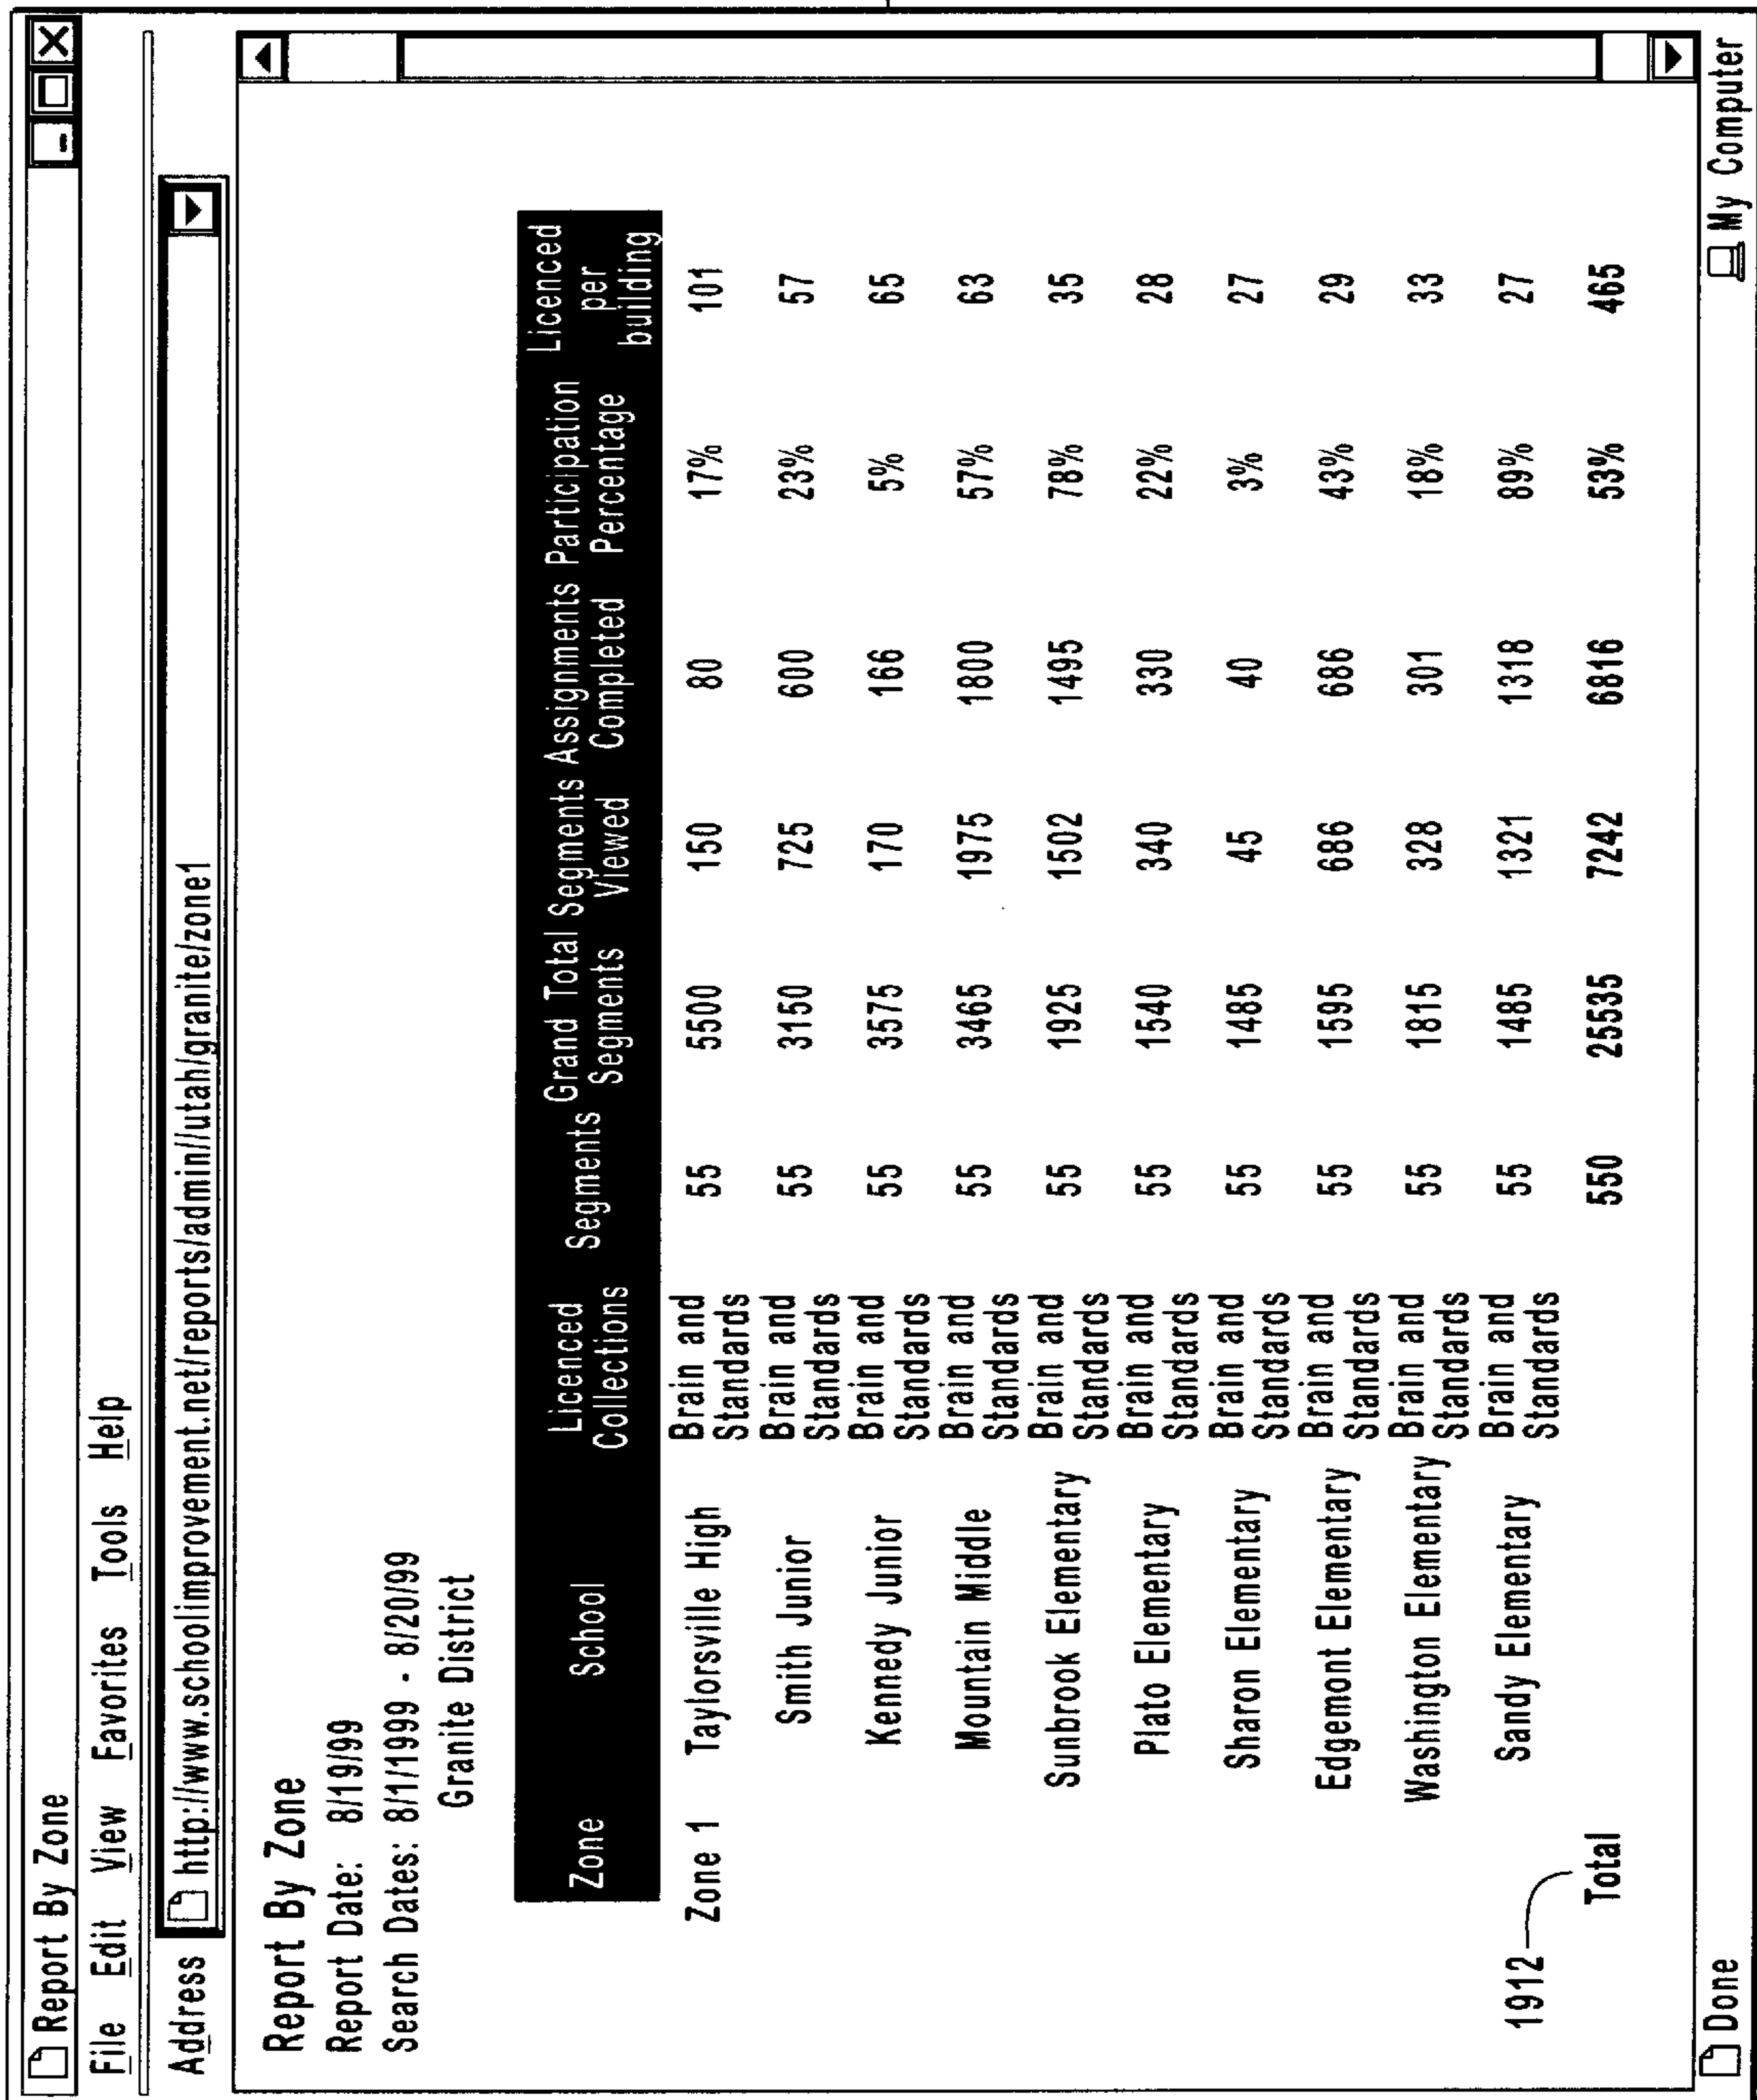 Report By Zone
File Edit View Favorites Tools Help
Address http://www.schoolimprovement.net/reports/admin//utah/granite/zone1
Report By Zone
Report Date: 8/19/99
Search Dates: 8/1/1999 - 8/20/99
Granite District
Zone School Licenced Collections Segments Grand Total Segments Segments Viewed Assignments Completed Participation Percentage Licenced per building
Zone 1 Taylorsville High Brain and Standards 55 5500 150 80 17% 101
Smith Junior Brain and Standards 55 3150 725 600 23% 57
Kennedy Junior Brain and Standards 55 3575 170 166 5% 65
Mountain Middle Brain and Standards 55 3465 1975 1800 57% 63
Sunbrook Elementary Brain and Standards 55 1925 1502 1495 78% 35
Plato Elementary Brain and Standards 55 1540 340 330 22% 28
Sharon Elementary Brain and Standards 55 1485 45 40 3% 27
Edgemont Elementary Brain and Standards 55 1595 686 686 43% 29
Washington Elementary Brain and Standards 55 1815 328 301 18% 33
Sandy Elementary Brain and Standards 55 1485 1321 1318 89% 27
1912
Total 550 25535 7242 6816 53% 465
Done My Computer